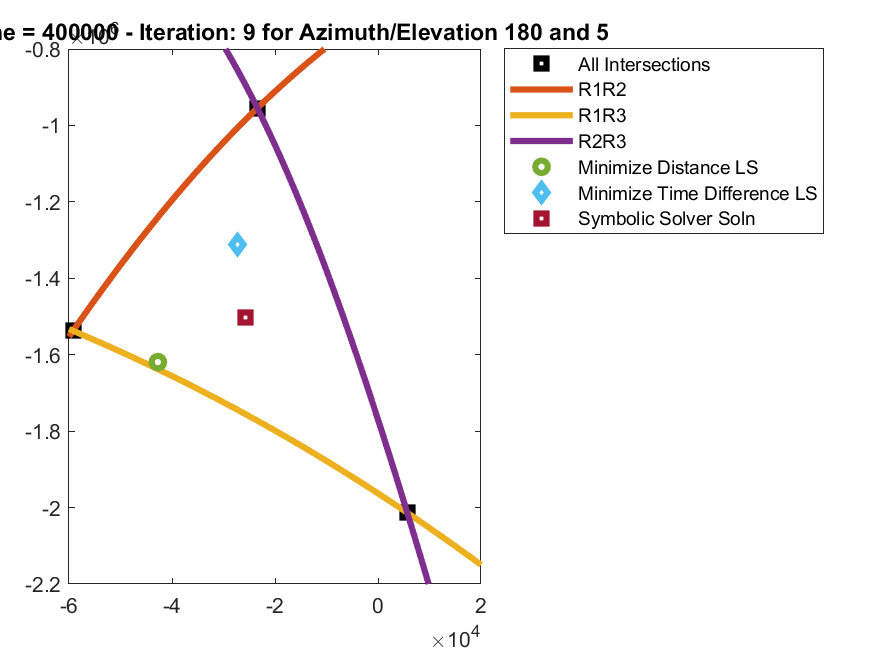 ne = 400000 - Iteration: 9 for Azimuth/Elevation 180 and 5
×10⁶
-0.8
-1
-1.2
-1.4
-1.6
-1.8
-2
-2.2
-6
-4
-2
0
2
×10⁴
All Intersections
R1R2
R1R3
R2R3
Minimize Distance LS
Minimize Time Difference LS
Symbolic Solver Soln